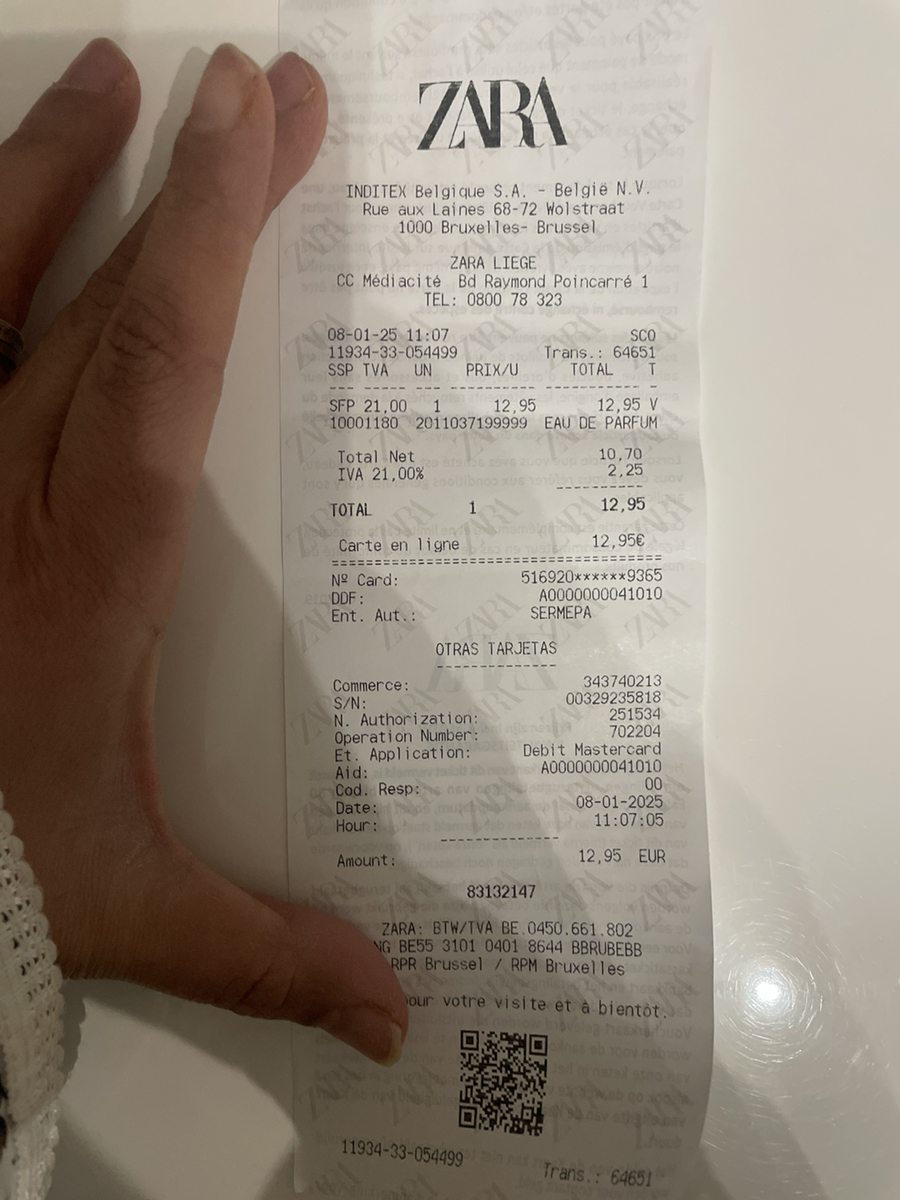 ZARA
INDITEX Belgique S.A. - België N.V.
Rue aux Laines 68-72 Wolstraat
1000 Bruxelles- Brussel
ZARA LIEGE
CC Médiacité Bd Raymond Poincarré 1
TEL: 0800 78 323
08-01-25 11:07 SCO
11934-33-054499 Trans.: 64651
SSP TVA UN PRIX/U TOTAL T
--- ----- --- ---------- ----------- -
SFP 21,00 1 12,95 12,95 V
10001180 2011037199999 EAU DE PARFUM
Total Net 10,70
IVA 21,00% 2,25
----------
TOTAL 1 12,95
Carte en ligne 12,95€
======================================
Nº Card: 516920******9365
DDF: A0000000041010
Ent. Aut.: SERMEPA
OTRAS TARJETAS
--------------
Commerce: 343740213
S/N: 00329235818
N. Authorization: 251534
Operation Number: 702204
Et. Application: Debit Mastercard
Aid: A0000000041010
Cod. Resp: 00
Date: 08-01-2025
Hour: 11:07:05
--------------
Amount: 12,95 EUR
83132147
ZARA: BTW/TVA BE.0450.661.802
NG BE55 3101 0401 8644 BBRUBEBB
RPR Brussel / RPM Bruxelles
pour votre visite et à bientôt.
11934-33-054499 Trans.: 64651